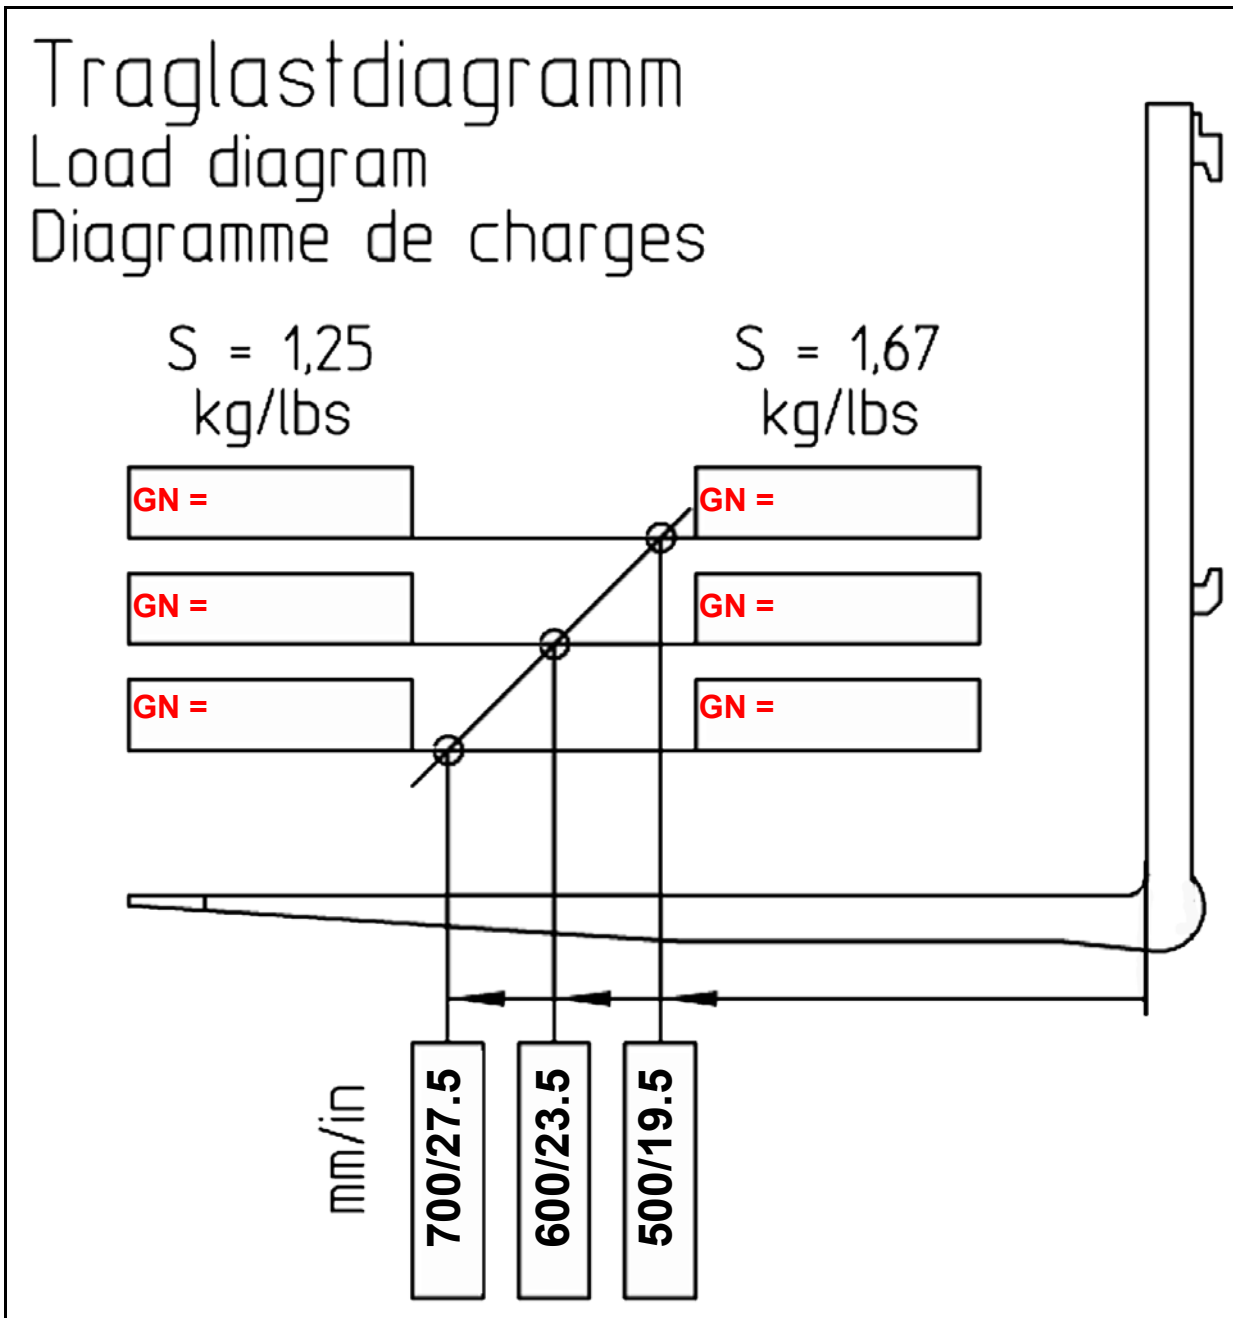 Traglastdiagramm
Load diagram
Diagramme de charges
S = 1,25
kg/lbs
S = 1,67
kg/lbs
GN =
GN =
GN =
GN =
GN =
GN =
mm/in
700/27.5
600/23.5
500/19.5